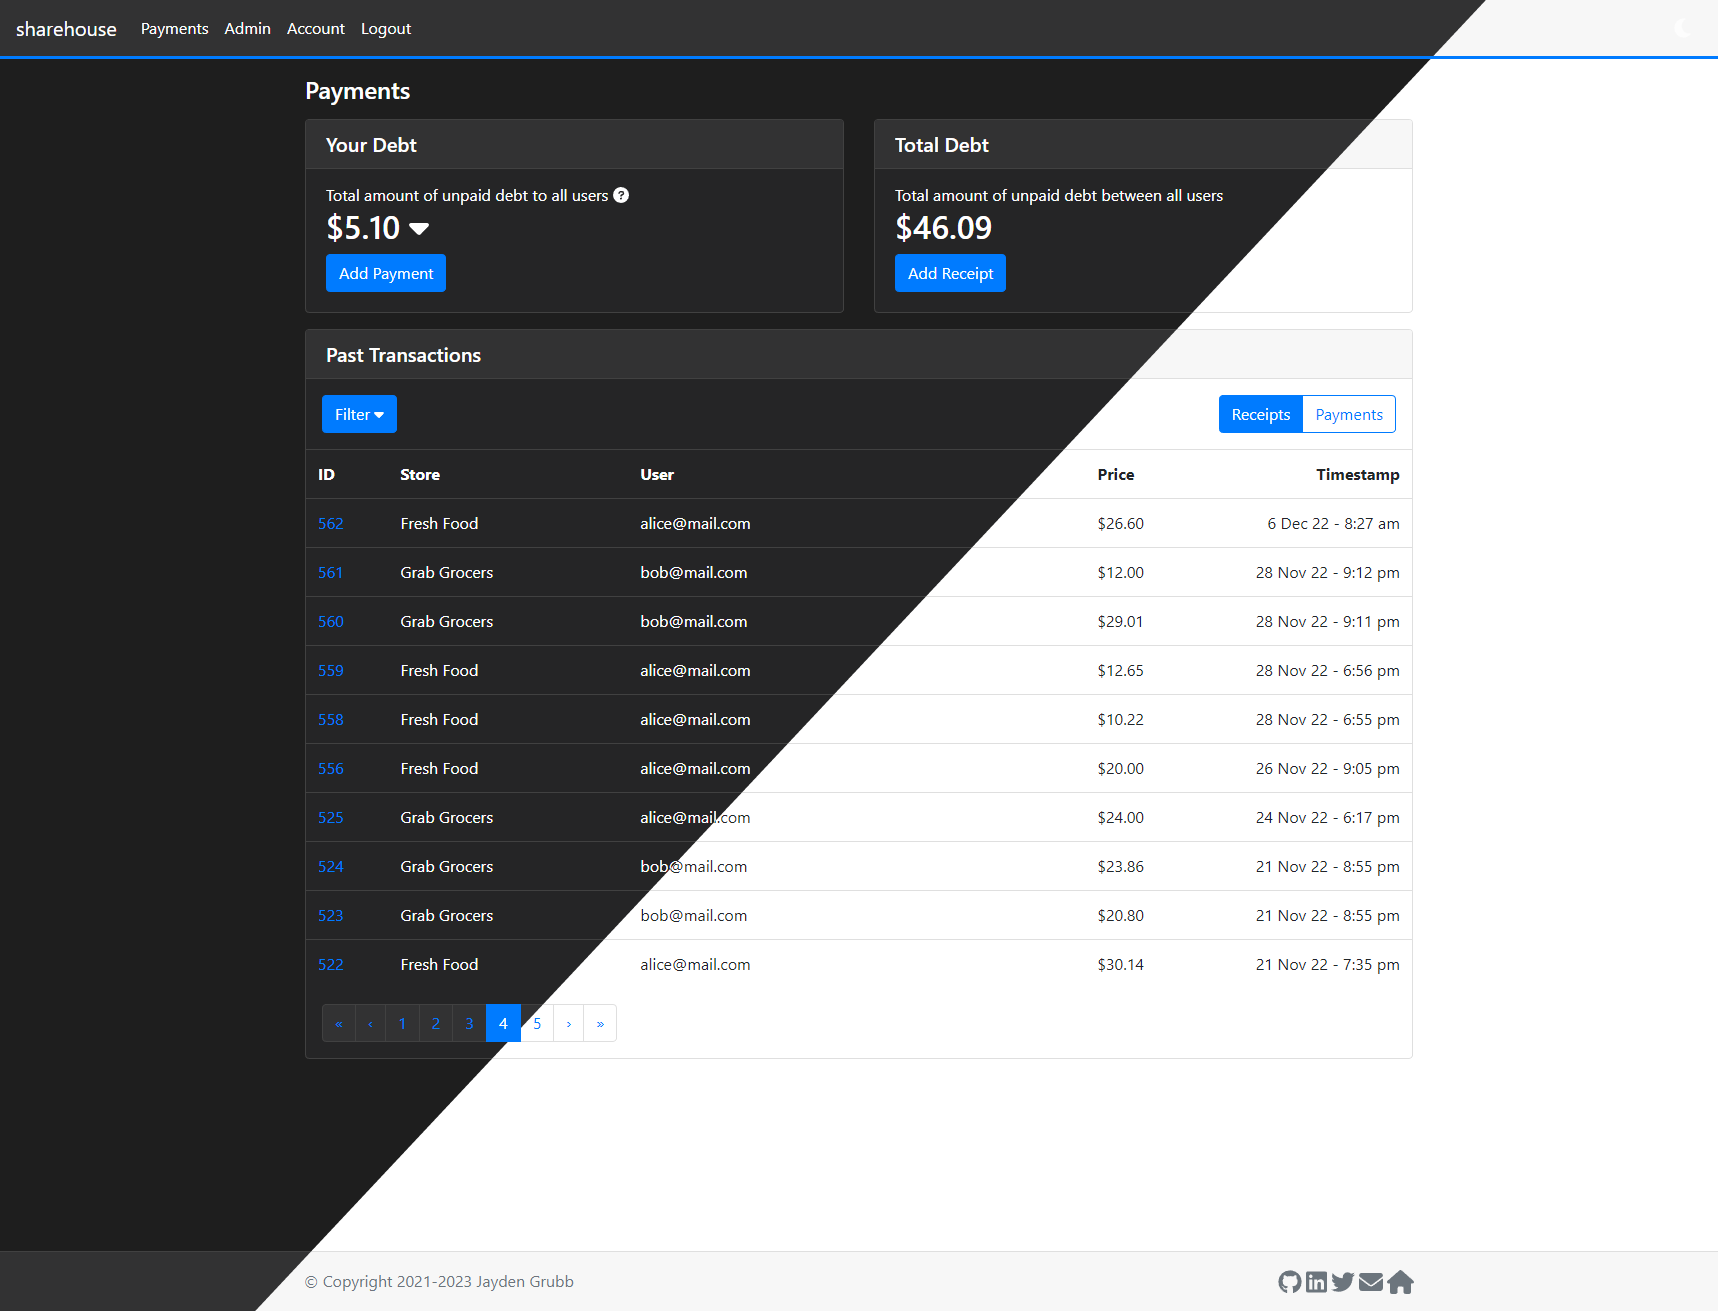 sharehouse Payments Admin Account Logout
Payments
Your Debt
Total amount of unpaid debt to all users ?
$5.10
Add Payment
Total Debt
Total amount of unpaid debt between all users
$46.09
Add Receipt
Past Transactions
Filter
Receipts Payments
ID Store User Price Timestamp
562 Fresh Food alice@mail.com $26.60 6 Dec 22 - 8:27 am
561 Grab Grocers bob@mail.com $12.00 28 Nov 22 - 9:12 pm
560 Grab Grocers bob@mail.com $29.01 28 Nov 22 - 9:11 pm
559 Fresh Food alice@mail.com $12.65 28 Nov 22 - 6:56 pm
558 Fresh Food alice@mail.com $10.22 28 Nov 22 - 6:55 pm
556 Fresh Food alice@mail.com $20.00 26 Nov 22 - 9:05 pm
525 Grab Grocers alice@mail.com $24.00 24 Nov 22 - 6:17 pm
524 Grab Grocers bob@mail.com $23.86 21 Nov 22 - 8:55 pm
523 Grab Grocers bob@mail.com $20.80 21 Nov 22 - 8:55 pm
522 Fresh Food alice@mail.com $30.14 21 Nov 22 - 7:35 pm
« ‹ 1 2 3 4 5 › »
© Copyright 2021-2023 Jayden Grubb